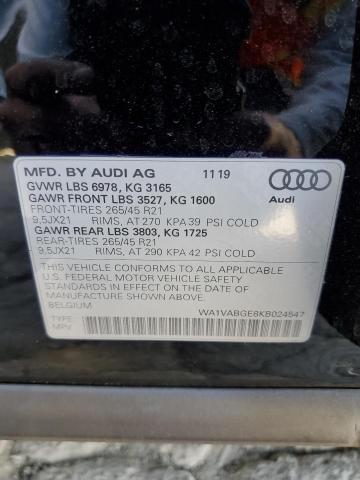 MFD. BY AUDI AG 11 19
GVWR LBS 6978, KG 3165
GAWR FRONT LBS 3527, KG 1600
FRONT-TIRES 265/45 R21
9,5JX21 RIMS, AT 270 KPA 39 PSI COLD
GAWR REAR LBS 3803, KG 1725
REAR-TIRES 265/45 R21
9,5JX21 RIMS, AT 290 KPA 42 PSI COLD
Audi
THIS VEHICLE CONFORMS TO ALL APPLICABLE
U.S. FEDERAL MOTOR VEHICLE SAFETY
STANDARDS IN EFFECT ON THE DATE OF
MANUFACTURE SHOWN ABOVE.
BELGIUM
WA1VABGE8KB024547
TYPE:
MPV